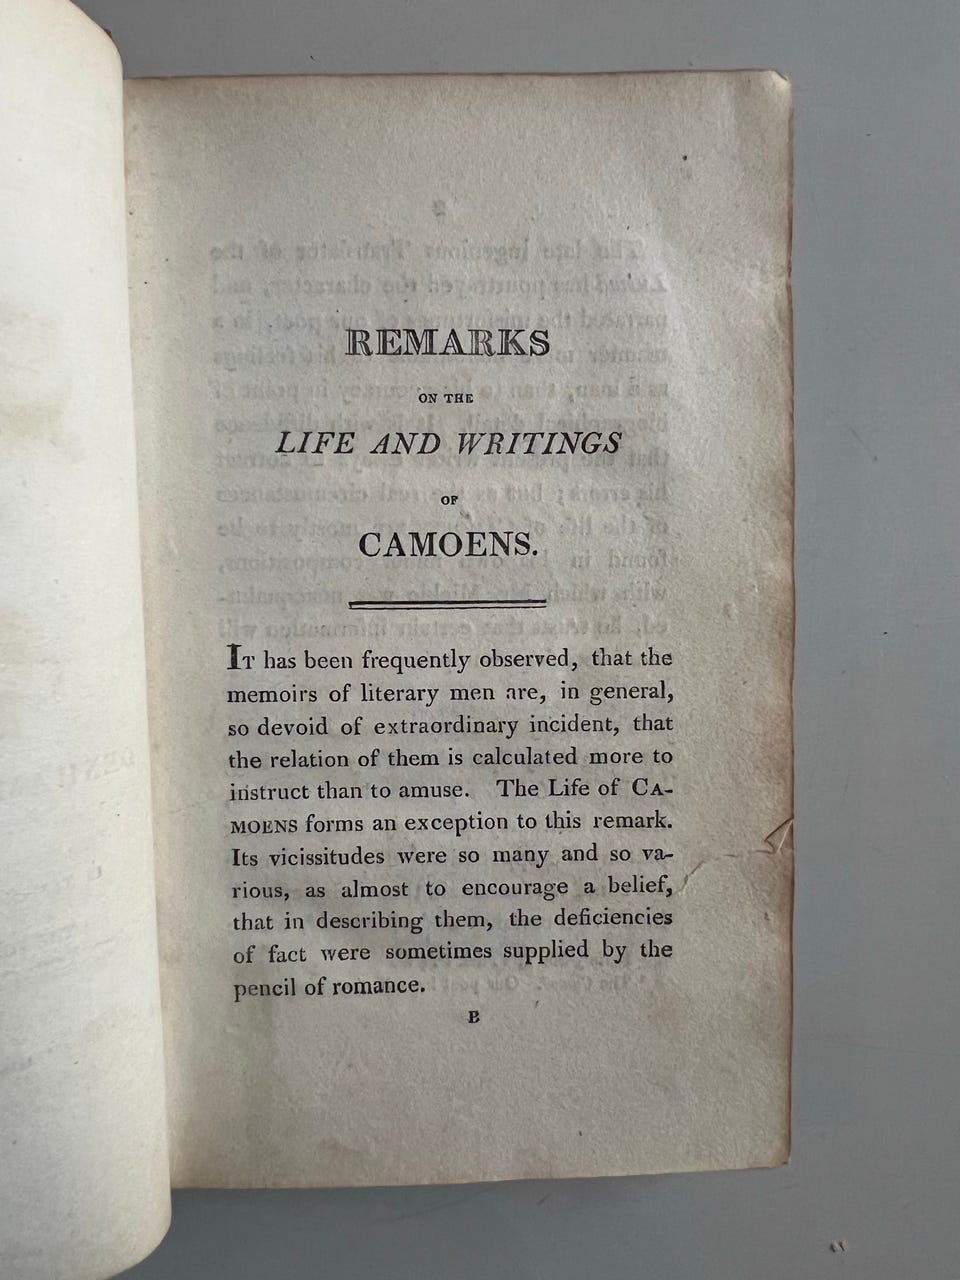 REMARKS
ON THE
LIFE AND WRITINGS
OF
CAMOENS.
IT has been frequently observed, that the
memoirs of literary men are, in general,
so devoid of extraordinary incident, that
the relation of them is calculated more to
instruct than to amuse. The Life of CA-
MOENS forms an exception to this remark.
Its vicissitudes were so many and so va-
rious, as almost to encourage a belief,
that in describing them, the deficiencies
of fact were sometimes supplied by the
pencil of romance.
B